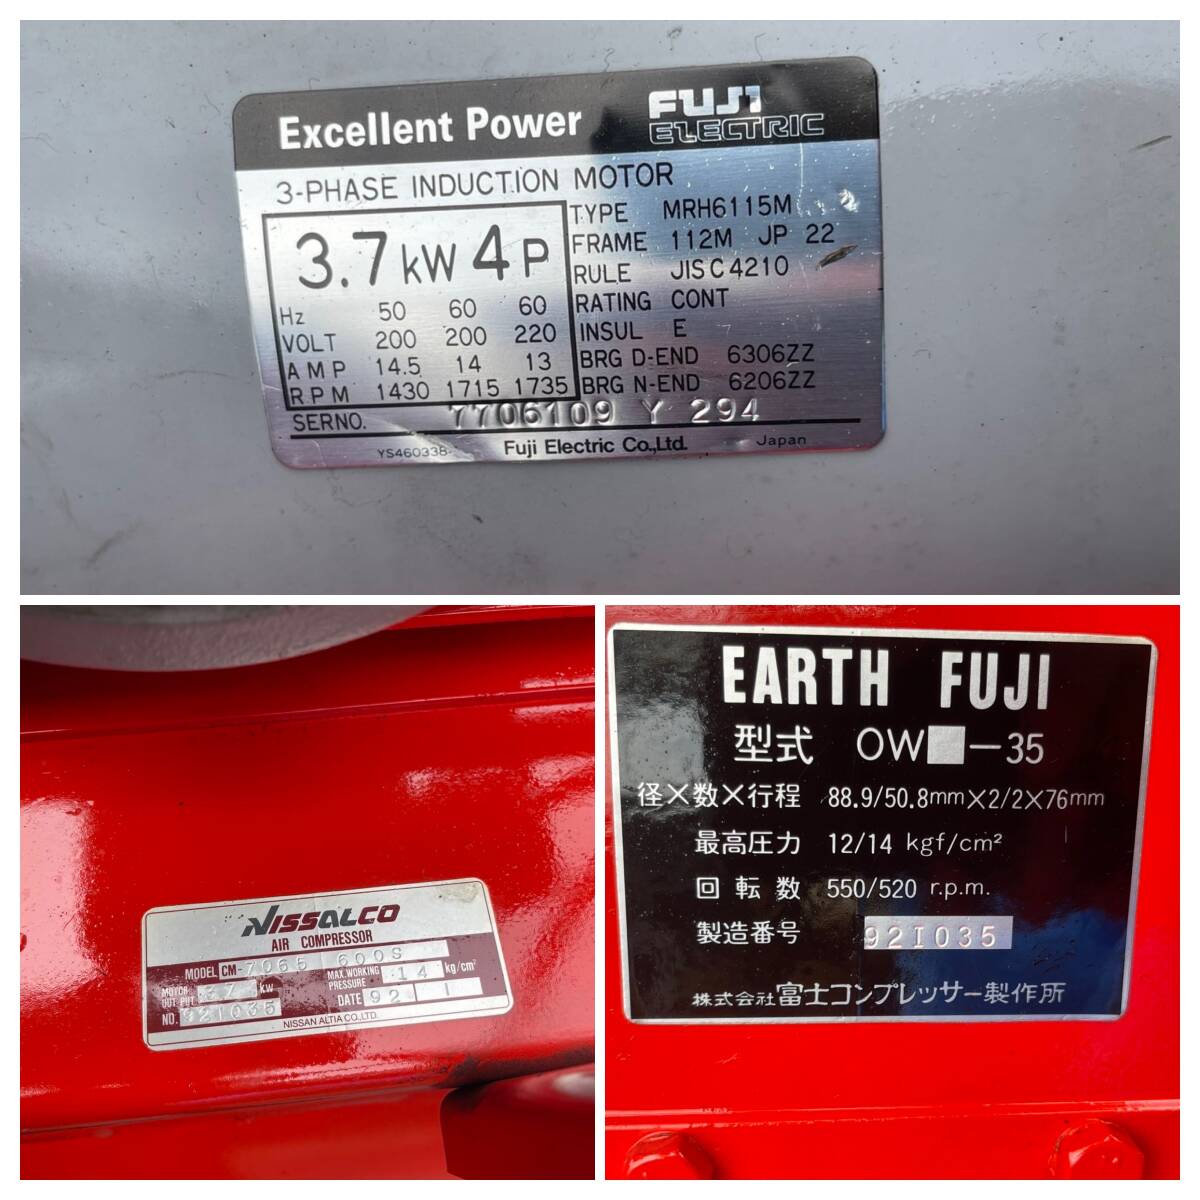 Excellent Power FUJI ELECTRIC
3-PHASE INDUCTION MOTOR
3.7 kW 4 P
Hz 50 60 60
VOLT 200 200 220
AMP 14.5 14 13
R.P.M 1430 1715 1735
TYPE MRH6115M
FRAME 112M JP 22
RULE JIS C 4210
RATING CONT
INSUL E
BRG D-END 6306ZZ
BRG N-END 6206ZZ
SERNO. 7706109 Y 294
YS460338- Fuji Electric Co.,Ltd. Japan
NISSALCO
AIR COMPRESSOR
MODEL CM-7065 600S
MOTOR OUT PUT 37 kw MAX.WORKING PRESSURE 14 kg/cm²
NO. 92I035 DATE 92 I
NISSAN ALTIA CO.,LTD.
EARTH FUJI
型式 OW -35
径×数×行程 88.9/50.8mm×2/2×76mm
最高圧力 12/14 kgf/cm²
回転数 550/520 r.p.m.
製造番号 92I035
株式会社富士コンプレッサー製作所